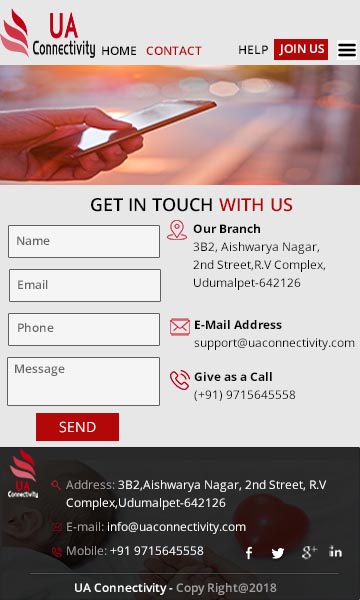 UA
Connectivity
HOME CONTACT HELP JOIN US
GET IN TOUCH WITH US
Name
Email
Phone
Message
SEND
Our Branch
3B2, Aishwarya Nagar,
2nd Street,R.V Complex,
Udumalpet-642126
E-Mail Address
support@uaconnectivity.com
Give as a Call
(+91) 9715645558
UA
Connectivity
Address: 3B2,Aishwarya Nagar, 2nd Street, R.V
Complex,Udumalpet-642126
E-mail: info@uaconnectivity.com
Mobile: +91 9715645558
f g+ in
UA Connectivity - Copy Right@2018